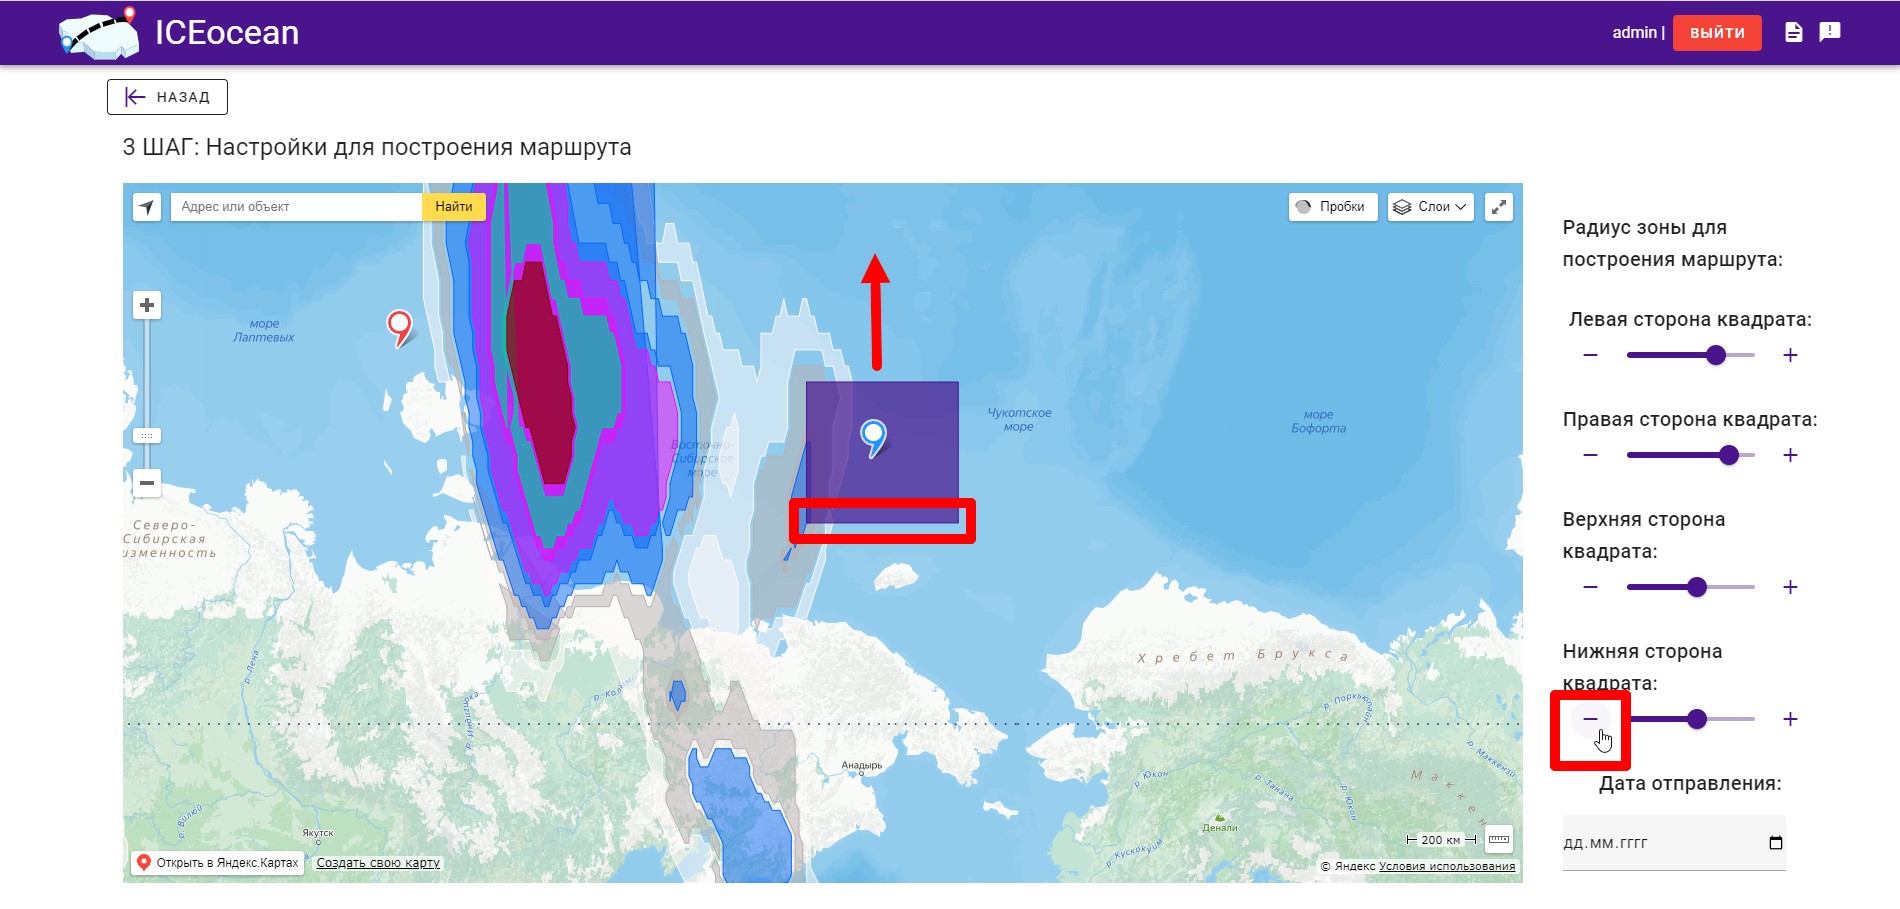 ICEocean
admin |
ВЫЙТИ
НАЗАД
3 ШАГ: Настройки для построения маршрута
Адрес или объект
Найти
Пробки
Слои
Радиус зоны для
построения маршрута:
Левая сторона квадрата:
Правая сторона квадрата:
Верхняя сторона
квадрата:
Нижняя сторона
квадрата:
Дата отправления:
ДД.ММ.ГГГГ
море
Лаптевых
Восточно-
Сибирское
море
Чукотское
море
море
Бофорта
Северо-
Сибирская
изменность
Хребет Брукса
р. Лена
р. Колыма
р. Поркьюпайн
р. Маккензи
Анадырь
р. Юкон
р. Танана
р. Юкон
Макке
р. Вилюй
Якутск
Денали
р. Кускокуим
200 км
Открыть в Яндекс.Картах
Создать свою карту
© Яндекс Условия использования